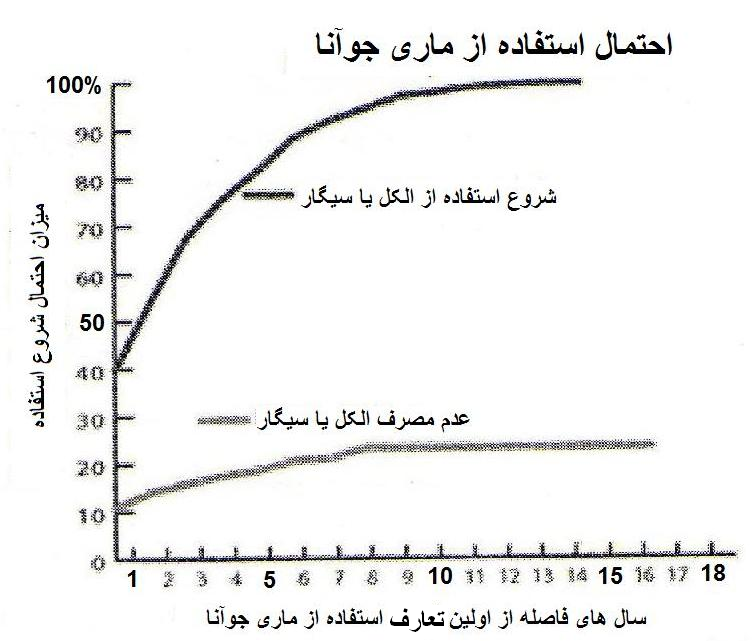 احتمال استفاده از ماری جوآنا
100%
90
80
70
60
50
40
30
20
10
0
میزان احتمال شروع استفاده
شروع استفاده از الکل یا سیگار
عدم مصرف الکل یا سیگار
1 2 3 4 5 6 7 8 9 10 11 12 13 14 15 16 17 18
سال های فاصله از اولین تعارف استفاده از ماری جوآنا